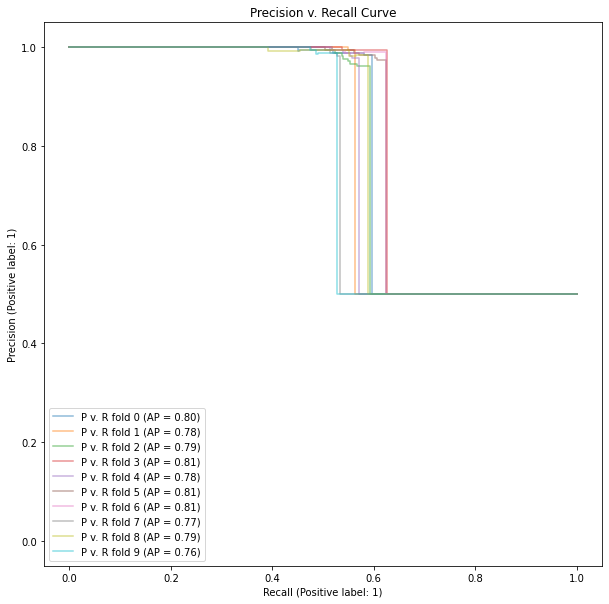 Precision v. Recall Curve
Precision (Positive label: 1)
1.0
0.8
0.6
0.4
0.2
0.0
P v. R fold 0 (AP = 0.80)
P v. R fold 1 (AP = 0.78)
P v. R fold 2 (AP = 0.79)
P v. R fold 3 (AP = 0.81)
P v. R fold 4 (AP = 0.78)
P v. R fold 5 (AP = 0.81)
P v. R fold 6 (AP = 0.81)
P v. R fold 7 (AP = 0.77)
P v. R fold 8 (AP = 0.79)
P v. R fold 9 (AP = 0.76)
0.0 0.2 0.4 0.6 0.8 1.0
Recall (Positive label: 1)